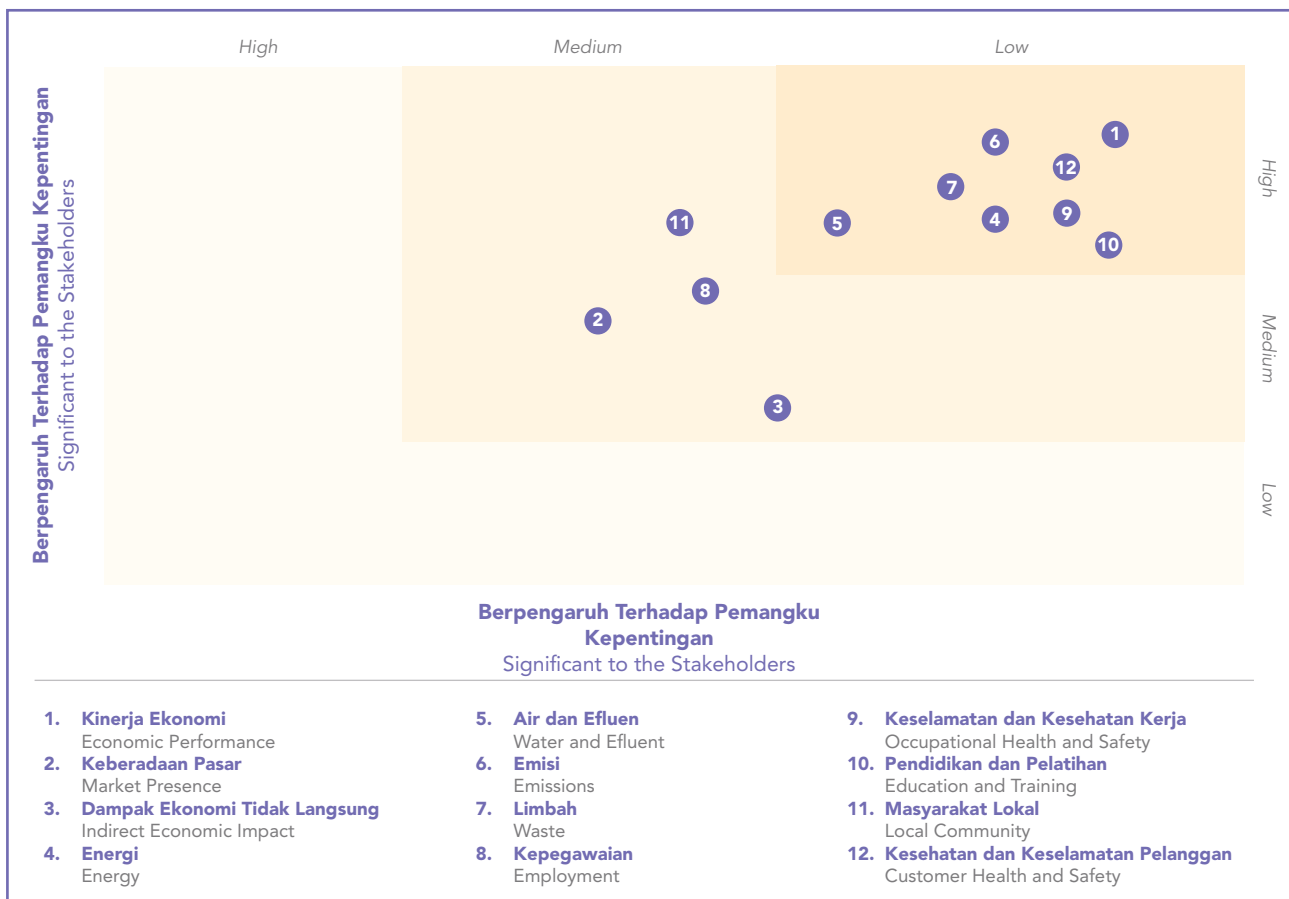 High
Medium
Low
Berpengaruh Terhadap Pemangku Kepentingan
Significant to the Stakeholders
High
Medium
Low
1
6
12
7
9
4
11
5
10
8
2
3
Berpengaruh Terhadap Pemangku
Kepentingan
Significant to the Stakeholders
1. Kinerja Ekonomi
Economic Performance
2. Keberadaan Pasar
Market Presence
3. Dampak Ekonomi Tidak Langsung
Indirect Economic Impact
4. Energi
Energy
5. Air dan Efluen
Water and Efluent
6. Emisi
Emissions
7. Limbah
Waste
8. Kepegawaian
Employment
9. Keselamatan dan Kesehatan Kerja
Occupational Health and Safety
10. Pendidikan dan Pelatihan
Education and Training
11. Masyarakat Lokal
Local Community
12. Kesehatan dan Keselamatan Pelanggan
Customer Health and Safety